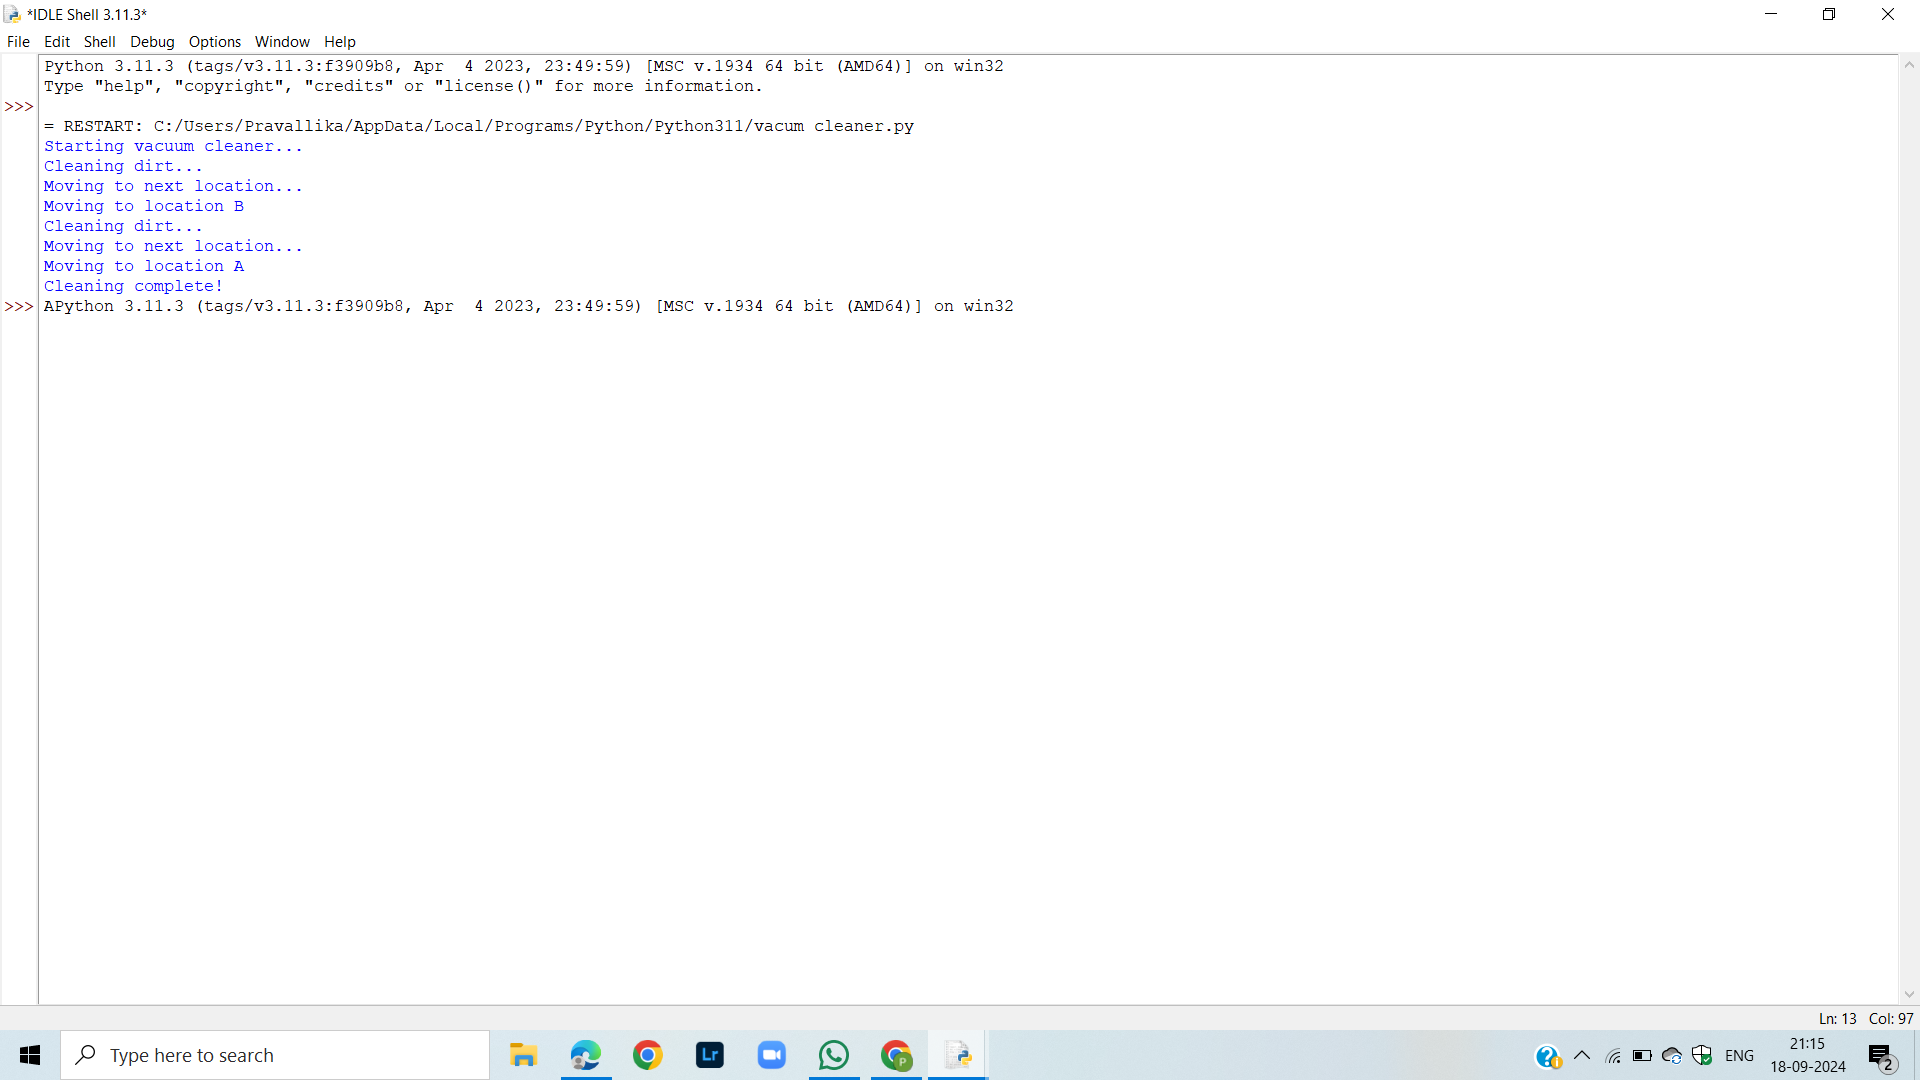 *IDLE Shell 3.11.3*
File Edit Shell Debug Options Window Help
Python 3.11.3 (tags/v3.11.3:f3909b8, Apr  4 2023, 23:49:59) [MSC v.1934 64 bit (AMD64)] on win32
Type "help", "copyright", "credits" or "license()" for more information.
>>>
= RESTART: C:/Users/Pravallika/AppData/Local/Programs/Python/Python311/vacum cleaner.py
Starting vacuum cleaner...
Cleaning dirt...
Moving to next location...
Moving to location B
Cleaning dirt...
Moving to next location...
Moving to location A
Cleaning complete!
>>> APython 3.11.3 (tags/v3.11.3:f3909b8, Apr  4 2023, 23:49:59) [MSC v.1934 64 bit (AMD64)] on win32
Ln: 13 Col: 97
Type here to search
Lr
P
ENG
21:15
18-09-2024
2